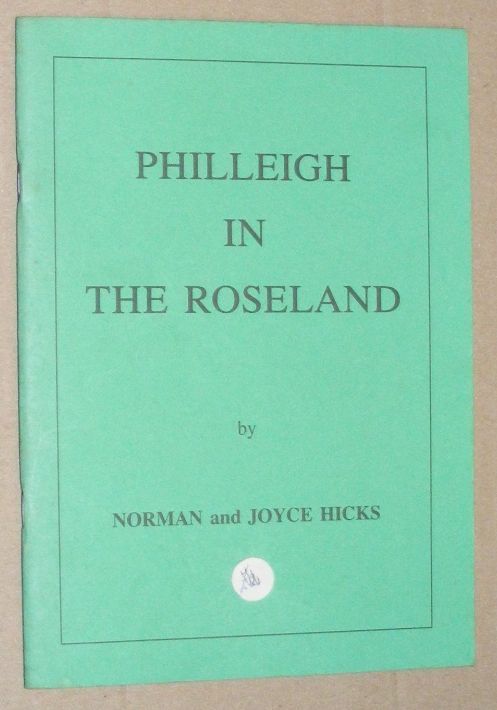 PHILLEIGH
IN
THE ROSELAND
by
NORMAN and JOYCE HICKS